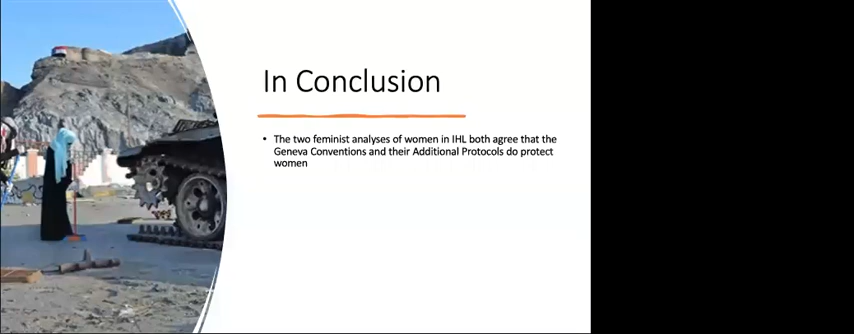 In Conclusion
• The two feminist analyses of women in IHL both agree that the
Geneva Conventions and their Additional Protocols do protect
women